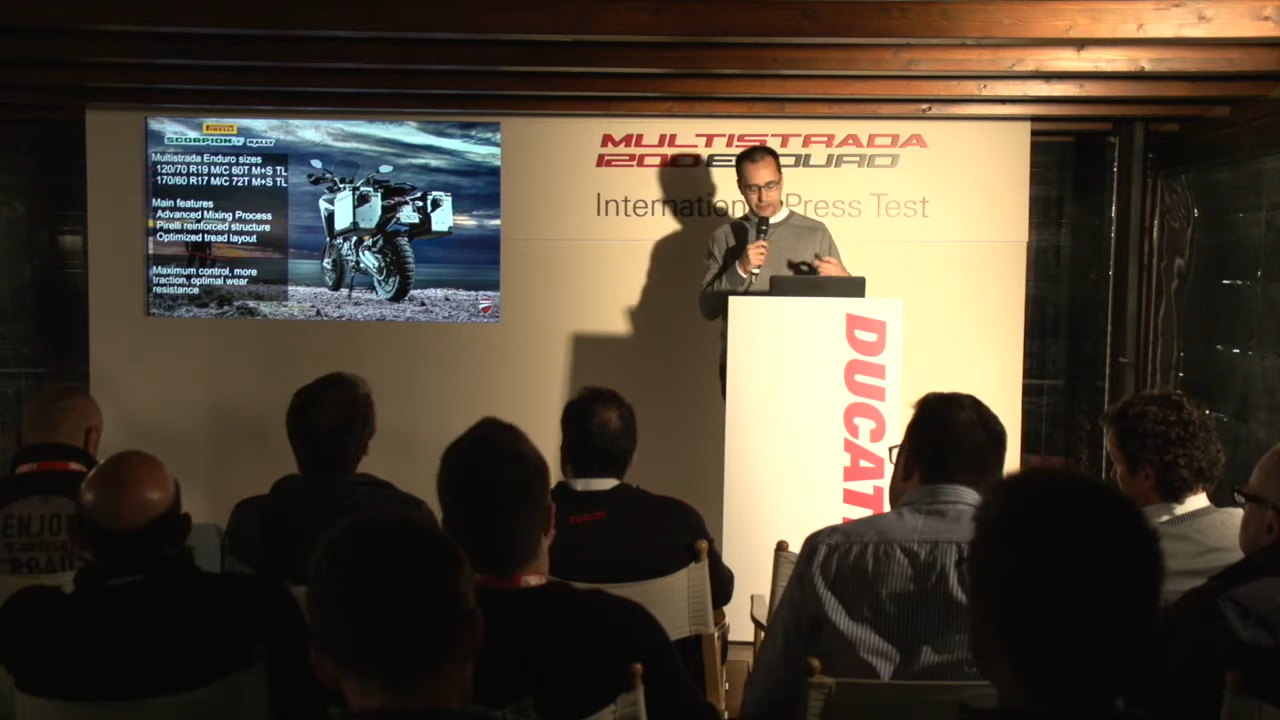 PIRELLI
SCORPION RALLY
Multistrada Enduro sizes
120/70 R19 M/C 60T M+S TL
170/60 R17 M/C 72T M+S TL
Main features
Advanced Mixing Process
Pirelli reinforced structure
Optimized tread layout
Maximum control, more
traction, optimal wear
resistance
MULTISTRADA
1200 ENDURO
International Press Test
DUCATI
ENJOY